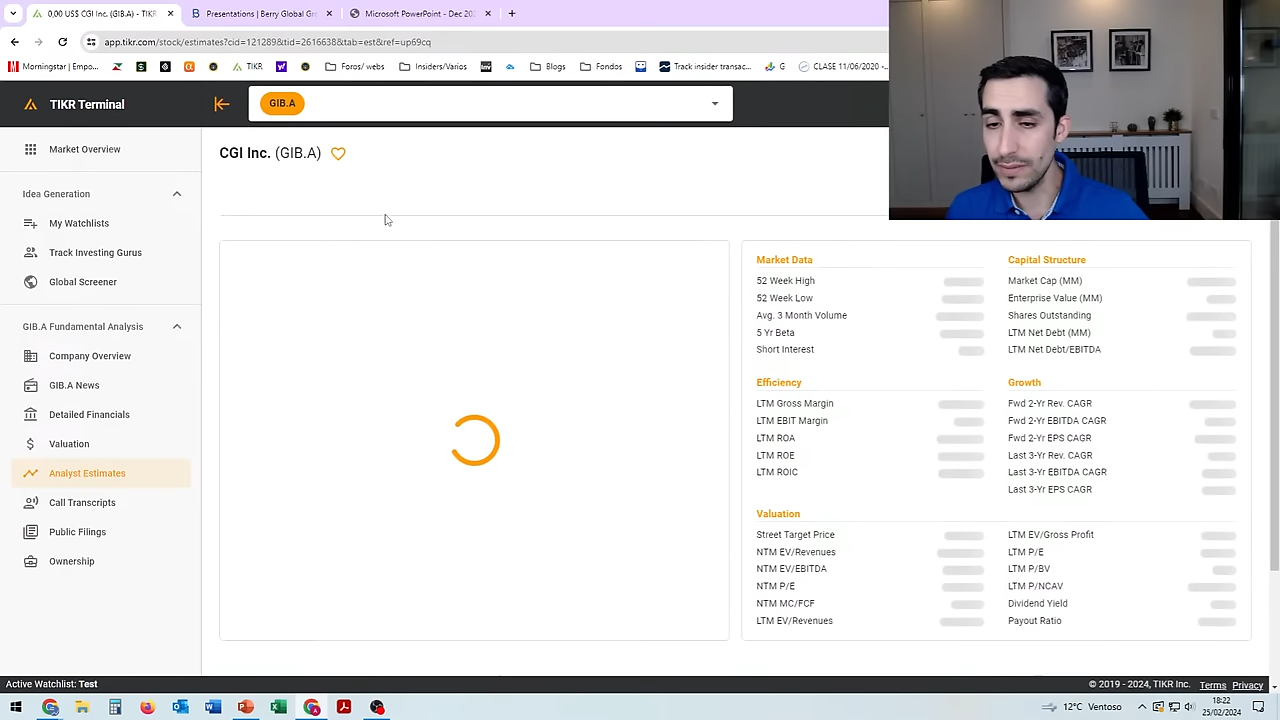 0,00 US$ CGI Inc. (GIB.A) - TIKR
Presentations | Berry Global Gr
Microsoft PowerPoint - Dec 202
app.tikr.com/stock/estimates?cid=121289&tid=2616638&tab=est&ref=up69cq
Morningstar | Empo...
TIKR
Foros/ webs
Insiders/Varios
Blogs
Fondos
Track insider transac...
G
CLASE 11/06/2020 -...
TIKR Terminal
GIB.A
Market Overview
CGI Inc. (GIB.A)
Idea Generation
My Watchlists
Track Investing Gurus
Global Screener
GIB.A Fundamental Analysis
Company Overview
GIB.A News
Detailed Financials
Valuation
Analyst Estimates
Call Transcripts
Public Filings
Ownership
Market Data
52 Week High
52 Week Low
Avg. 3 Month Volume
5 Yr Beta
Short Interest
Capital Structure
Market Cap (MM)
Enterprise Value (MM)
Shares Outstanding
LTM Net Debt (MM)
LTM Net Debt/EBITDA
Efficiency
LTM Gross Margin
LTM EBIT Margin
LTM ROA
LTM ROE
LTM ROIC
Growth
Fwd 2-Yr Rev. CAGR
Fwd 2-Yr EBITDA CAGR
Fwd 2-Yr EPS CAGR
Last 3-Yr Rev. CAGR
Last 3-Yr EBITDA CAGR
Last 3-Yr EPS CAGR
Valuation
Street Target Price
NTM EV/Revenues
NTM EV/EBITDA
NTM P/E
NTM MC/FCF
LTM EV/Revenues
LTM EV/Gross Profit
LTM P/E
LTM P/BV
LTM P/NCAV
Dividend Yield
Payout Ratio
Active Watchlist: Test
© 2019 - 2024, TIKR Inc. Terms Privacy
12°C Ventoso
18:22
25/02/2024